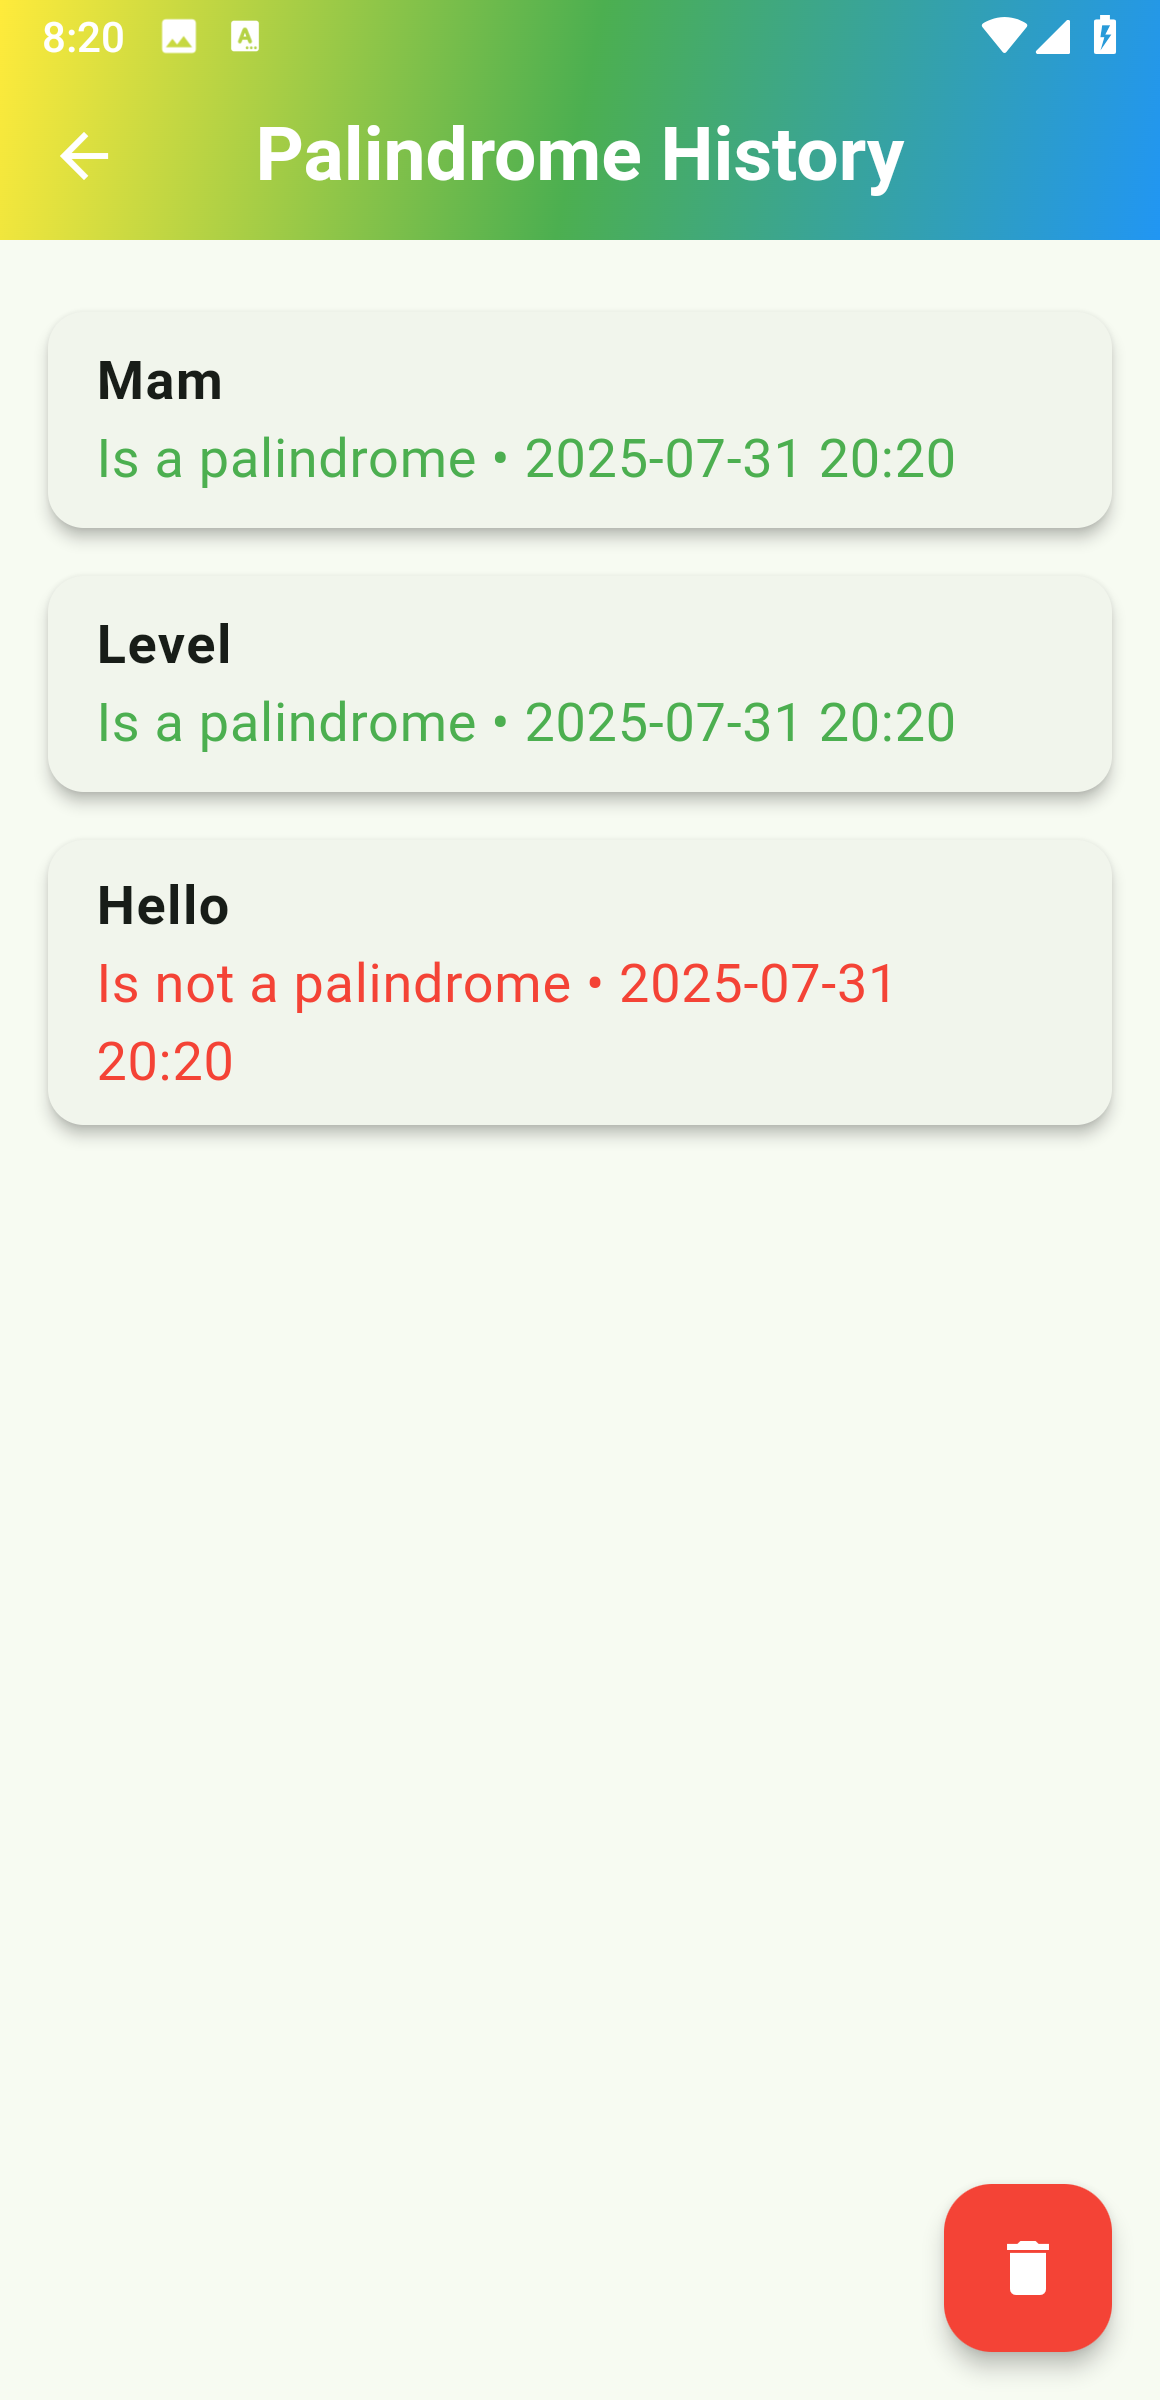 8:20
Palindrome History
Mam
Is a palindrome • 2025-07-31 20:20
Level
Is a palindrome • 2025-07-31 20:20
Hello
Is not a palindrome • 2025-07-31
20:20